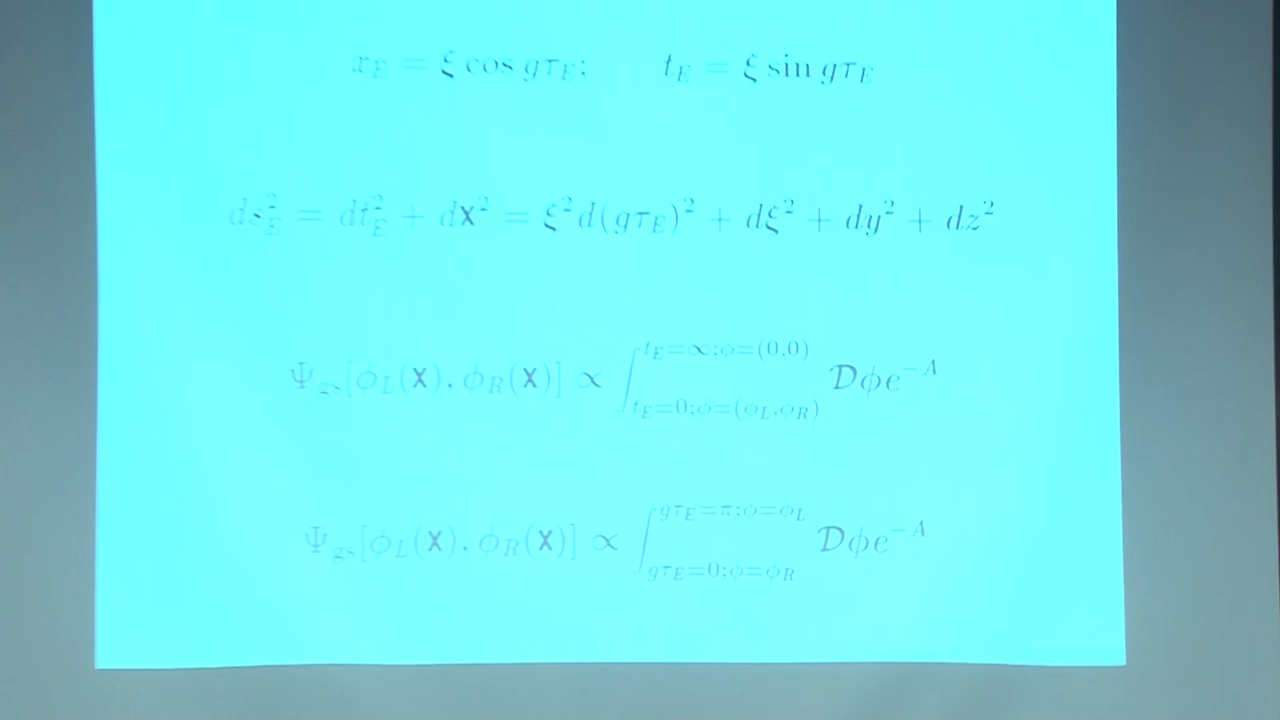 x_E = ξ cos gτ_E; t_E = ξ sin gτ_E
ds_E^2 = dt_E^2 + d𝐱^2 = ξ^2 d(gτ_E)^2 + dξ^2 + dy^2 + dz^2
Ψ_gs[ϕ_L(𝐱), ϕ_R(𝐱)] ∝ ∫_{t_E=0;ϕ=(ϕ_L,ϕ_R)}^{t_E=∞;ϕ=(0,0)} 𝒟ϕe^{-A}
Ψ_gs[ϕ_L(𝐱), ϕ_R(𝐱)] ∝ ∫_{gτ_E=0;ϕ=ϕ_R}^{gτ_E=π;ϕ=ϕ_L} 𝒟ϕe^{-A}